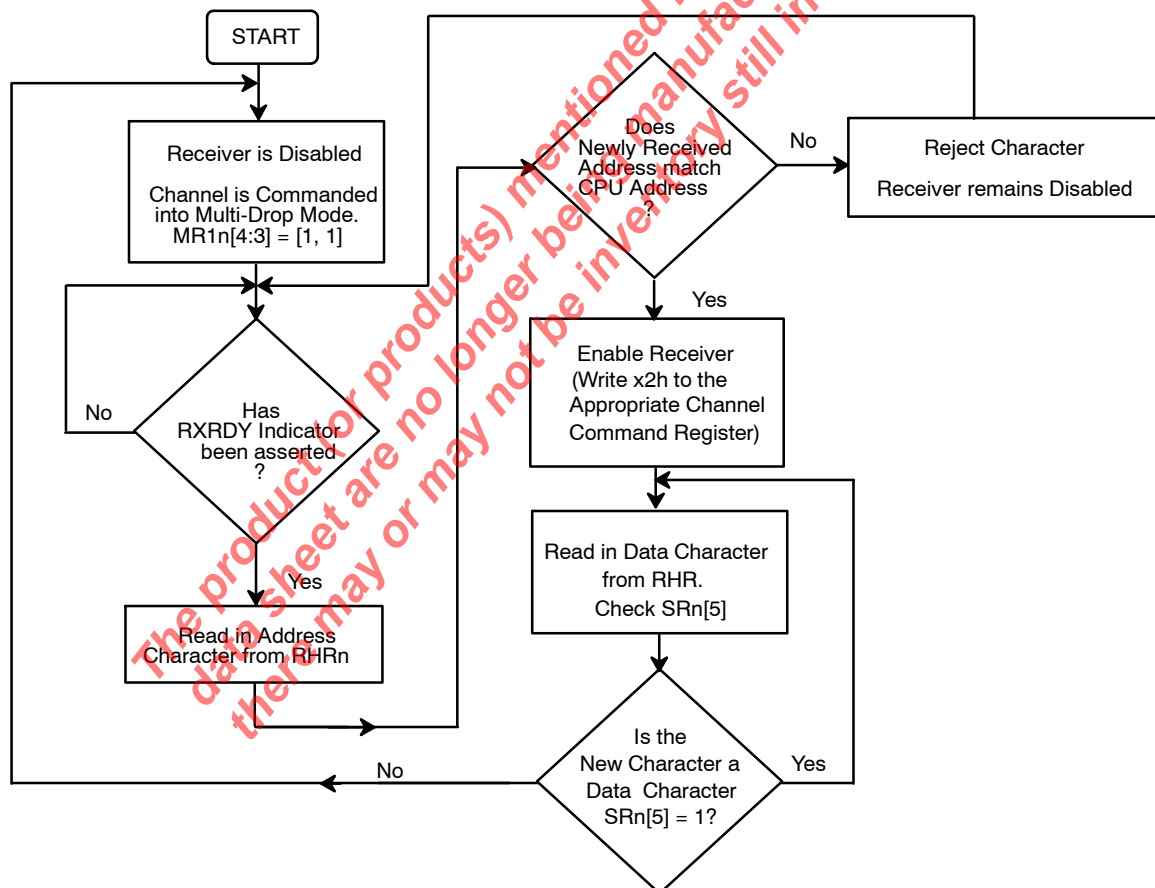 START
Receiver is Disabled
Channel is Commanded
into Multi-Drop Mode.
MR1n[4:3] = [1, 1]
Has
RXRDY Indicator
been asserted
?
No
Yes
Read in Address
Character from RHRn
Does
Newly Received
Address match
CPU Address
?
No
Reject Character
Receiver remains Disabled
Yes
Enable Receiver
(Write x2h to the
Appropriate Channel
Command Register)
Read in Data Character
from RHR.
Check SRn[5]
Is the
New Character a
Data Character
SRn[5] = 1?
Yes
No
The product (or products) mentioned
data sheet are no longer being
there may or may not be inventory still in